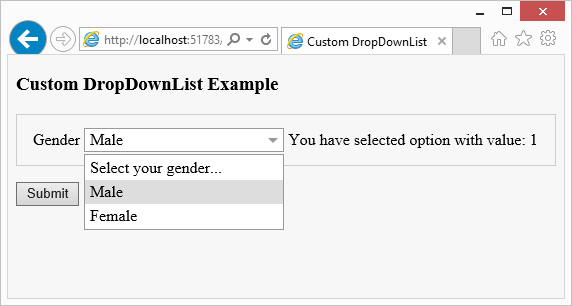 http://localhost:51783/
Custom DropDownList
Custom DropDownList Example
Gender Male You have selected option with value: 1
Select your gender...
Male
Female
Submit